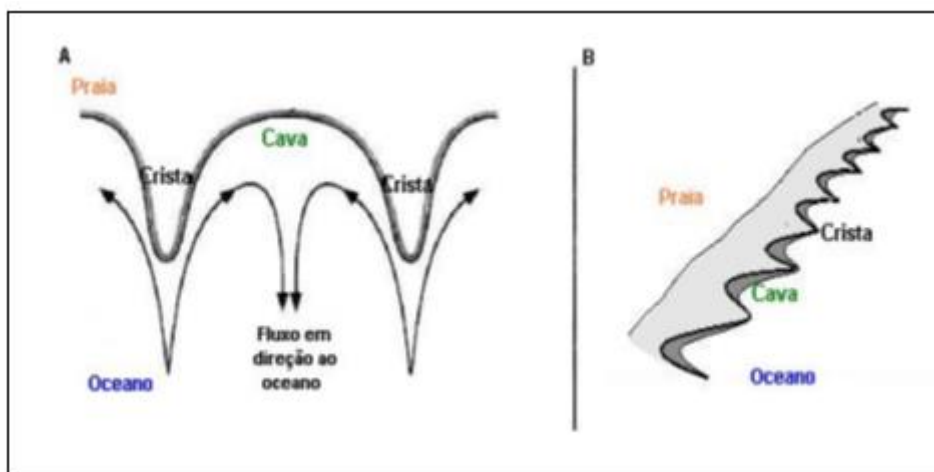 A
Praia
Cava
Crista
Crista
Fluxo em
direção ao
oceano
Oceano
B
Praia
Crista
Cava
Oceano